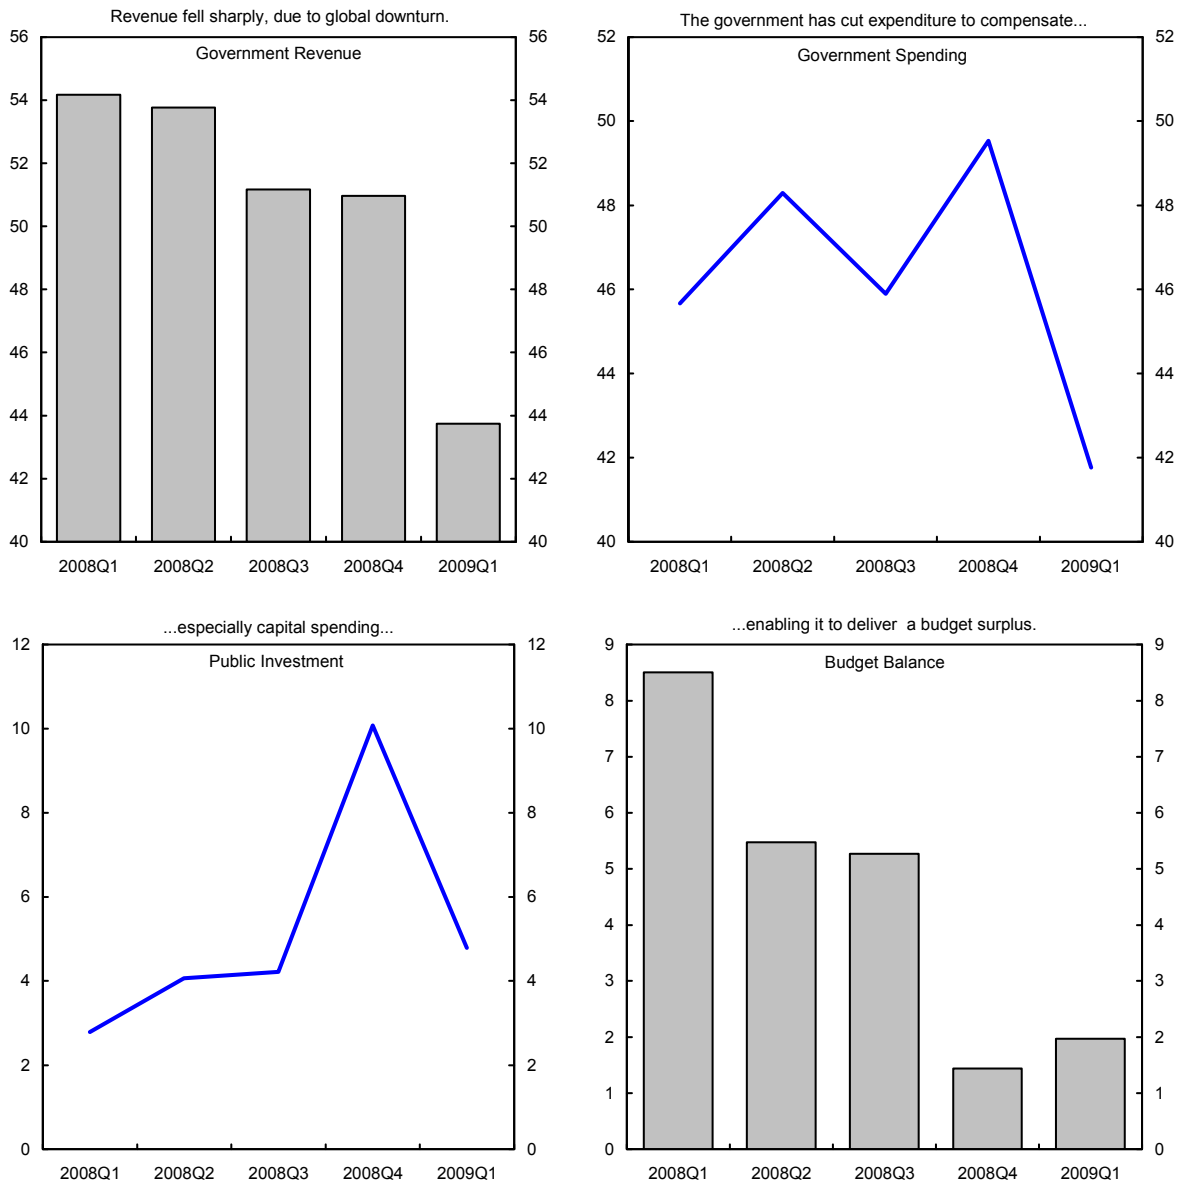 Revenue fell sharply, due to global downturn.
Government Revenue
56 56
54 54
52 52
50 50
48 48
46 46
44 44
42 42
40 40
2008Q1 2008Q2 2008Q3 2008Q4 2009Q1
The government has cut expenditure to compensate...
Government Spending
52 52
50 50
48 48
46 46
44 44
42 42
40 40
2008Q1 2008Q2 2008Q3 2008Q4 2009Q1
...especially capital spending...
Public Investment
12 12
10 10
8 8
6 6
4 4
2 2
0 0
2008Q1 2008Q2 2008Q3 2008Q4 2009Q1
...enabling it to deliver  a budget surplus.
Budget Balance
9 9
8 8
7 7
6 6
5 5
4 4
3 3
2 2
1 1
0 0
2008Q1 2008Q2 2008Q3 2008Q4 2009Q1